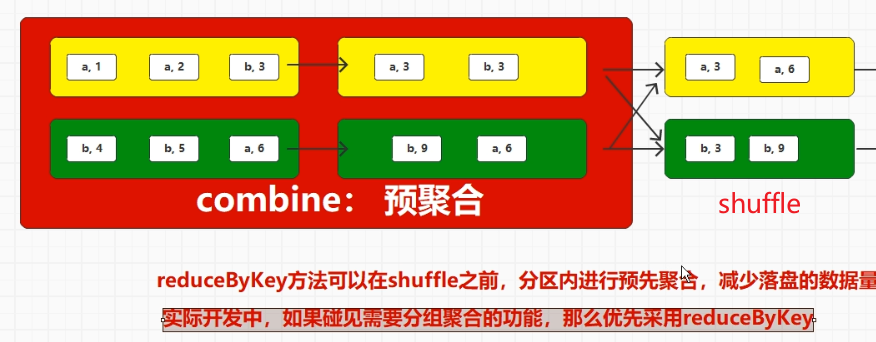 a, 1 a, 2 b, 3 a, 3 b, 3 a, 3 a, 6
b, 4 b, 5 a, 6 b, 9 a, 6 b, 3 b, 9
combine： 预聚合 shuffle
reduceByKey方法可以在shuffle之前，分区内进行预先聚合，减少落盘的数据量
实际开发中，如果碰见需要分组聚合的功能，那么优先采用reduceByKey